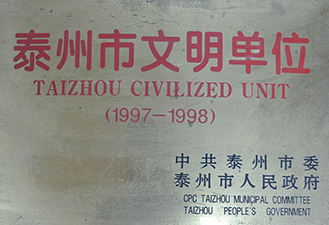 泰州市文明单位
TAIZHOU CIVILIZED UNIT
(1997-1998)
中共泰州市委
泰州市人民政府
CPC TAIZHOU MUNICIPAL COMMITTEE
TAIZHOU PEOPLE'S GOVERNMENT